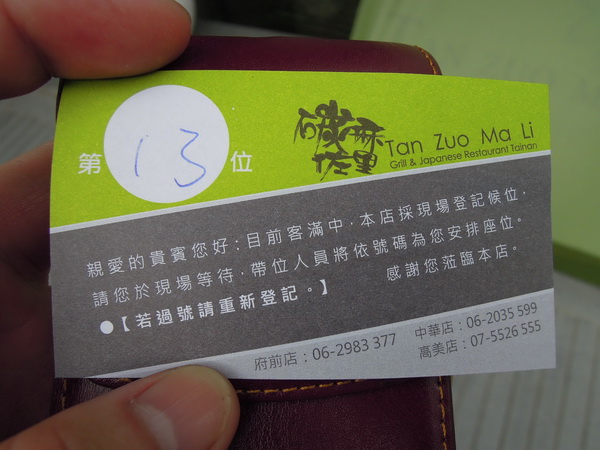 第 13 位
碳佐麻里
Tan Zuo Ma Li
Grill & Japanese Restaurant Tainan
親愛的貴賓您好：目前客滿中，本店採現場登記候位，
請您於現場等待，帶位人員將依號碼為您安排座位。
●【若過號請重新登記。】 感謝您蒞臨本店。
府前店：06-2983 377 中華店：06-2035 599
高美店：07-5526 555